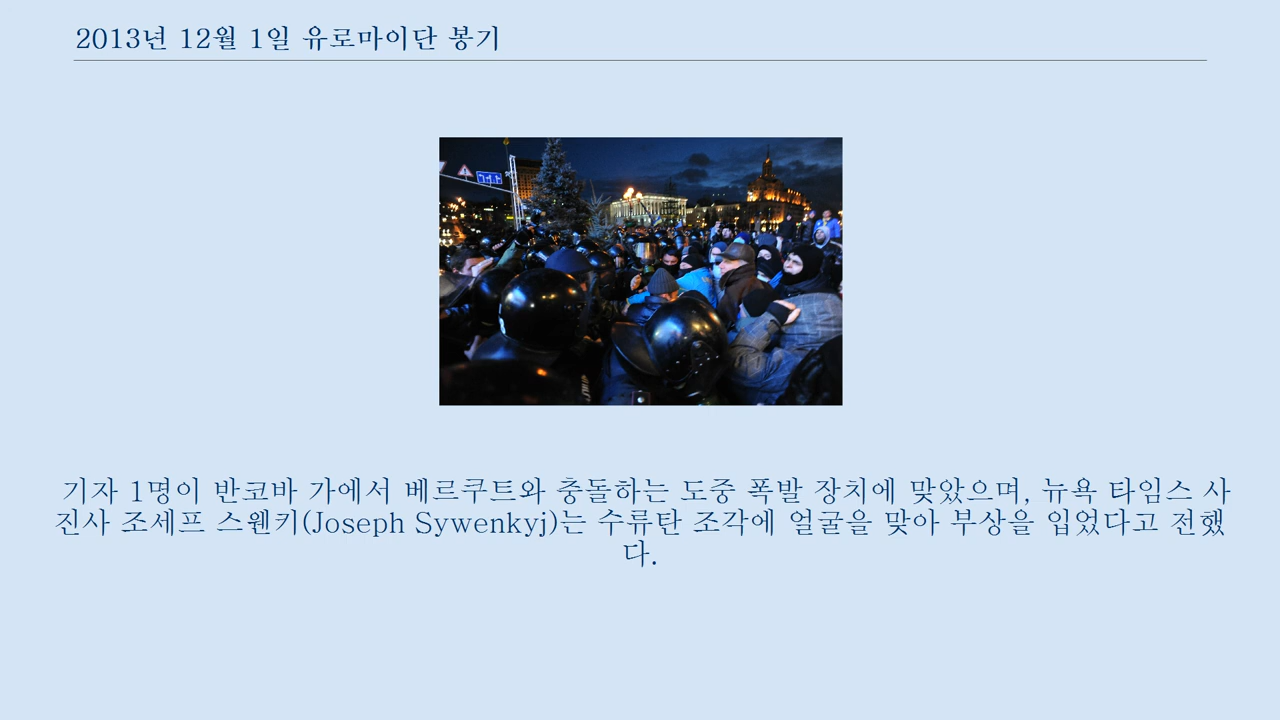 2013년 12월 1일 유로마이단 봉기
기자 1명이 반코바 가에서 베르쿠트와 충돌하는 도중 폭발 장치에 맞았으며, 뉴욕 타임스 사
진사 조세프 스웬키(Joseph Sywenkyj)는 수류탄 조각에 얼굴을 맞아 부상을 입었다고 전했
다.